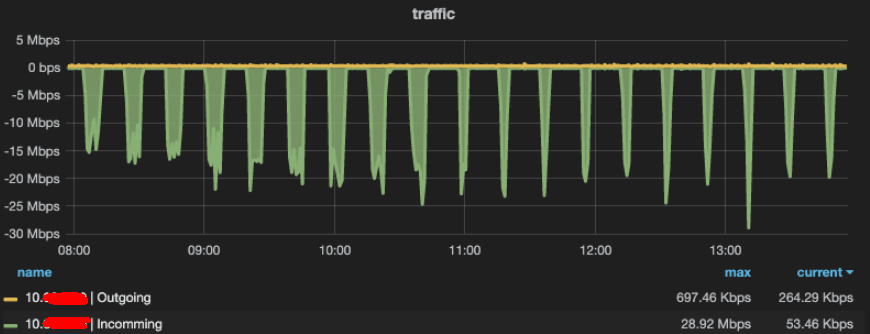 traffic
5 Mbps
0 bps
-5 Mbps
-10 Mbps
-15 Mbps
-20 Mbps
-25 Mbps
-30 Mbps
08:00 09:00 10:00 11:00 12:00 13:00
name max current
10. | Outgoing 697.46 Kbps 264.29 Kbps
10. | Incomming 28.92 Mbps 53.46 Kbps